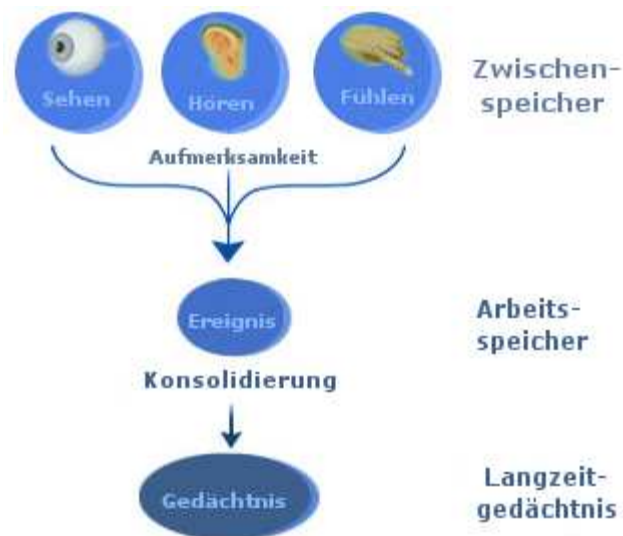 Sehen
Hören
Fühlen
Zwischen-
speicher
Aufmerksamkeit
Ereignis
Arbeits-
speicher
Konsolidierung
Gedächtnis
Langzeit-
gedächtnis